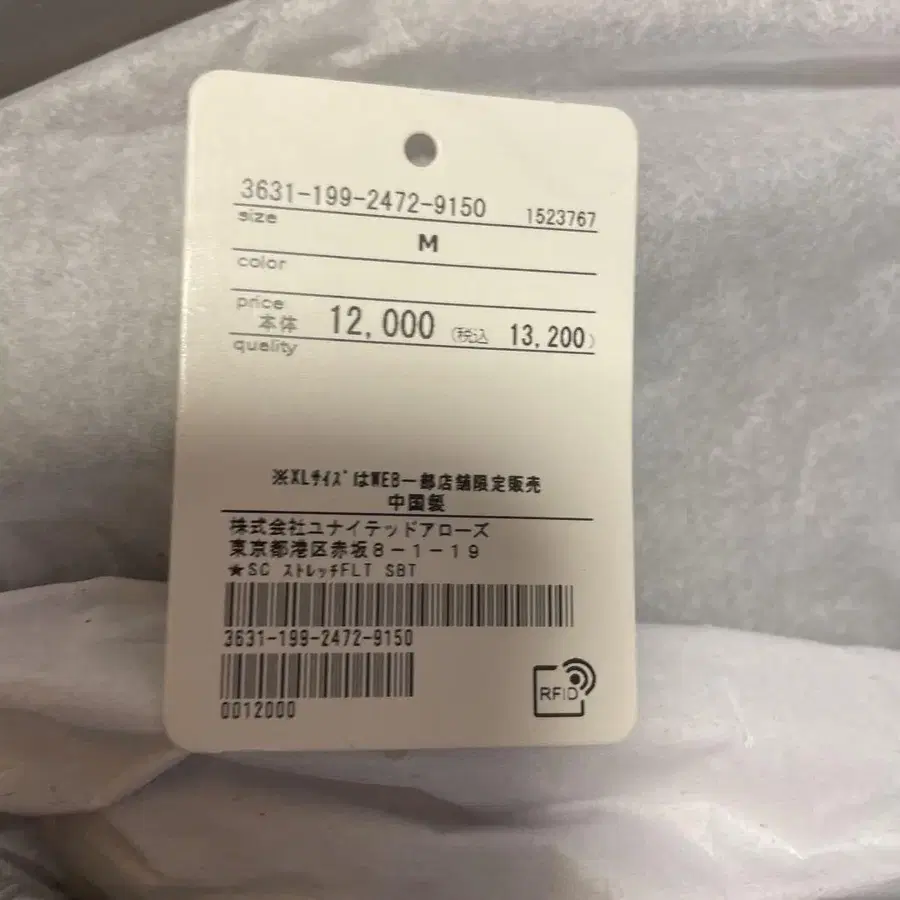 3631-199-2472-9150 1523767
size
M
color
price
本体 12,000 (税込 13,200)
quality
※XLｻｲｽﾞはWEB一部店舗限定販売
中国製
株式会社ユナイテッドアローズ
東京都港区赤坂8-1-19
★SC ｽﾄﾚｯﾁFLT SBT
3631-199-2472-9150
0012000
RFID